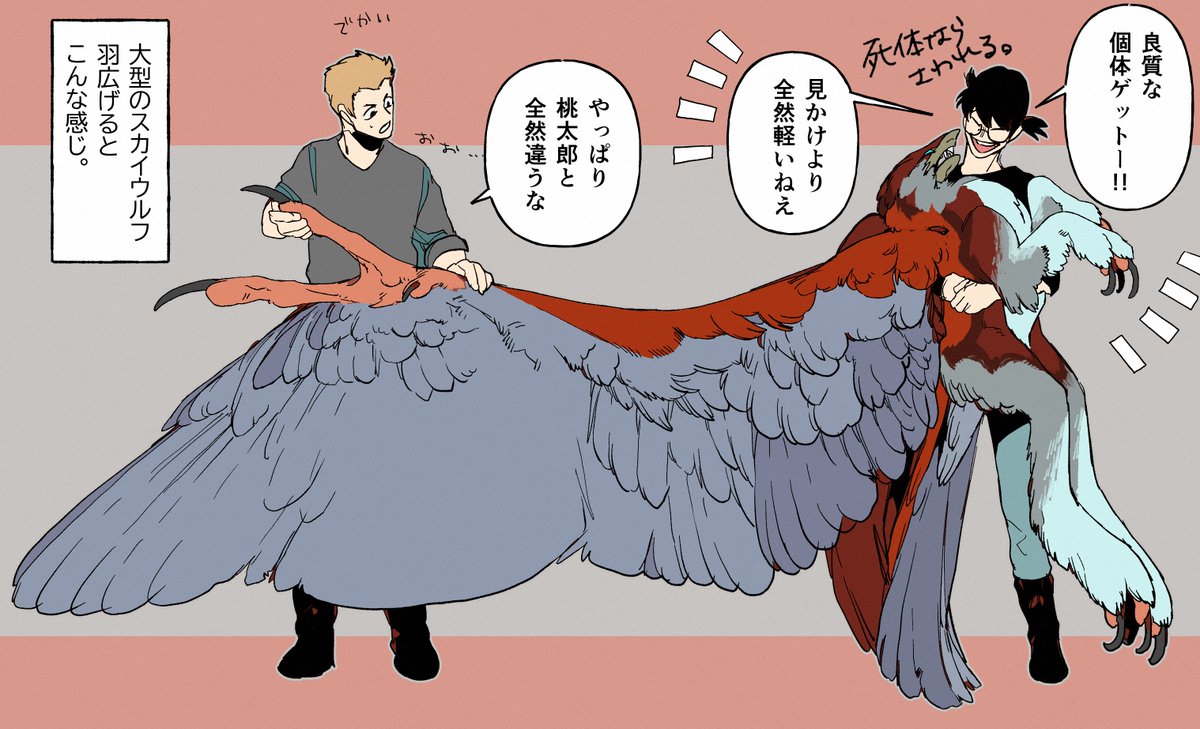 良質な
個体ゲットー!!
死体なら
さわれる。
見かけより
全然軽いねえ
やっぱり
桃太郎と
全然違うな
でかい
おお…
大型のスカイウルフ
羽広げると
こんな感じ。